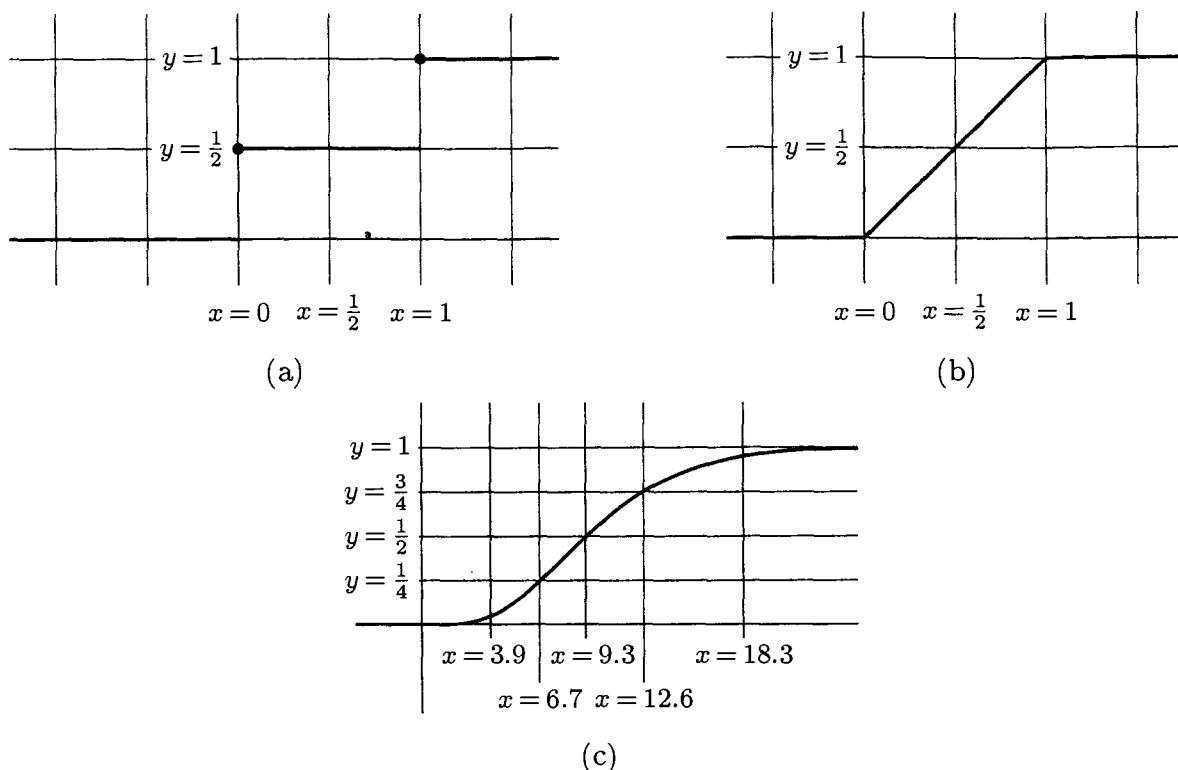 y = 1
y = 1/2
x = 0 x = 1/2 x = 1
(a)
y = 1
y = 1/2
x = 0 x = 1/2 x = 1
(b)
y = 1
y = 3/4
y = 1/2
y = 1/4
x = 3.9 x = 9.3 x = 18.3
x = 6.7 x = 12.6
(c)